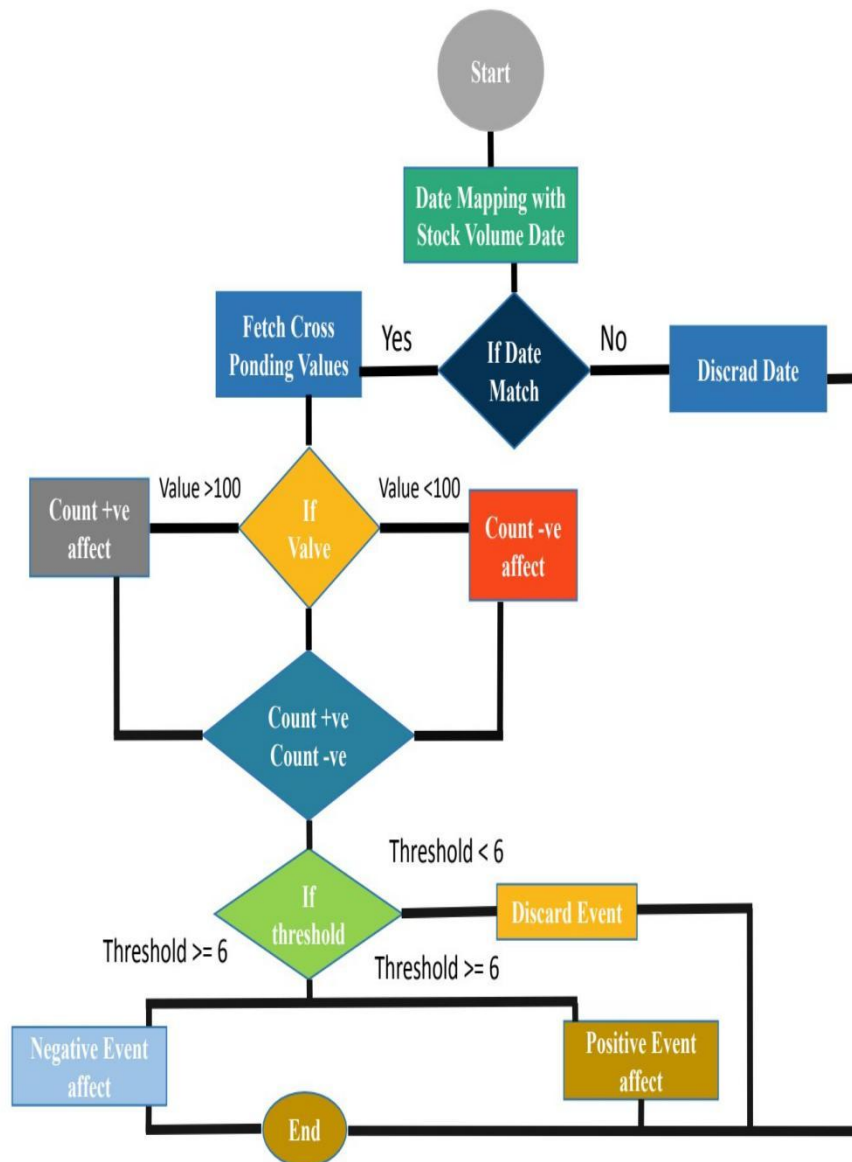 Start
Date Mapping with
Stock Volume Date
Fetch Cross
Ponding Values
Yes
If Date
Match
No
Discrad Date
Value >100
Value <100
Count +ve
affect
If
Valve
Count -ve
affect
Count +ve
Count -ve
Threshold < 6
If
threshold
Discard Event
Threshold >= 6
Threshold >= 6
Negative Event
affect
Positive Event
affect
End